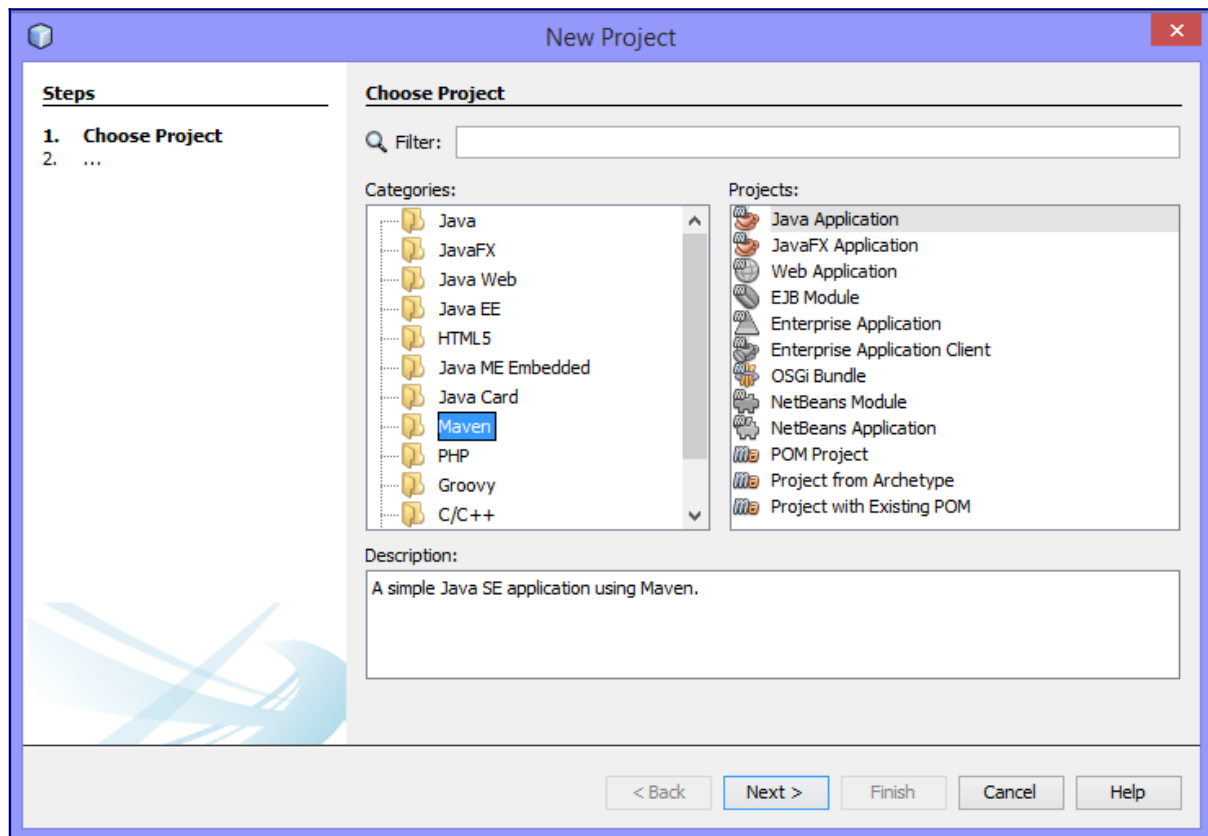 New Project
Steps
1. Choose Project
2. ...
Choose Project
Filter:
Categories:
Java
JavaFX
Java Web
Java EE
HTML5
Java ME Embedded
Java Card
Maven
PHP
Groovy
C/C++
Projects:
Java Application
JavaFX Application
Web Application
EJB Module
Enterprise Application
Enterprise Application Client
OSGi Bundle
NetBeans Module
NetBeans Application
POM Project
Project from Archetype
Project with Existing POM
Description:
A simple Java SE application using Maven.
< Back Next > Finish Cancel Help